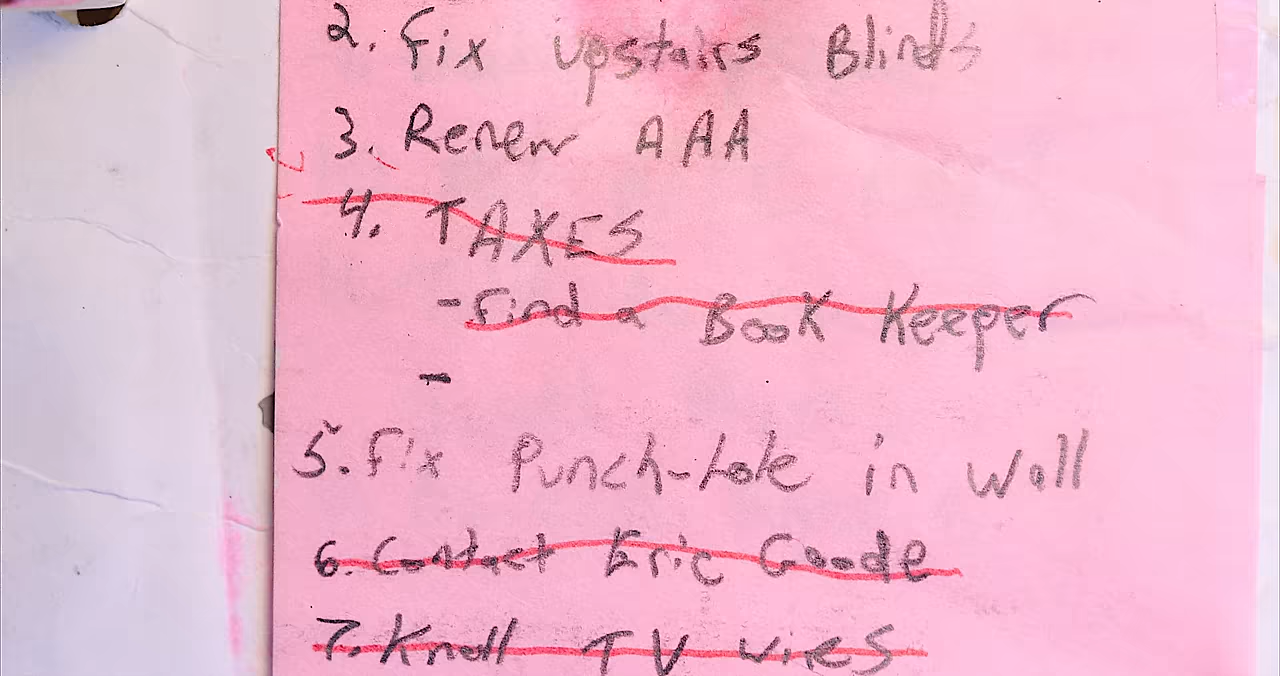 2. Fix Upstairs Blinds
3. Renew AAA
4. TAXES
- Find a Book Keeper
-
5. Fix Punch-hole in Wall
6. Contact Eric Goode
7. Knoll TV wires